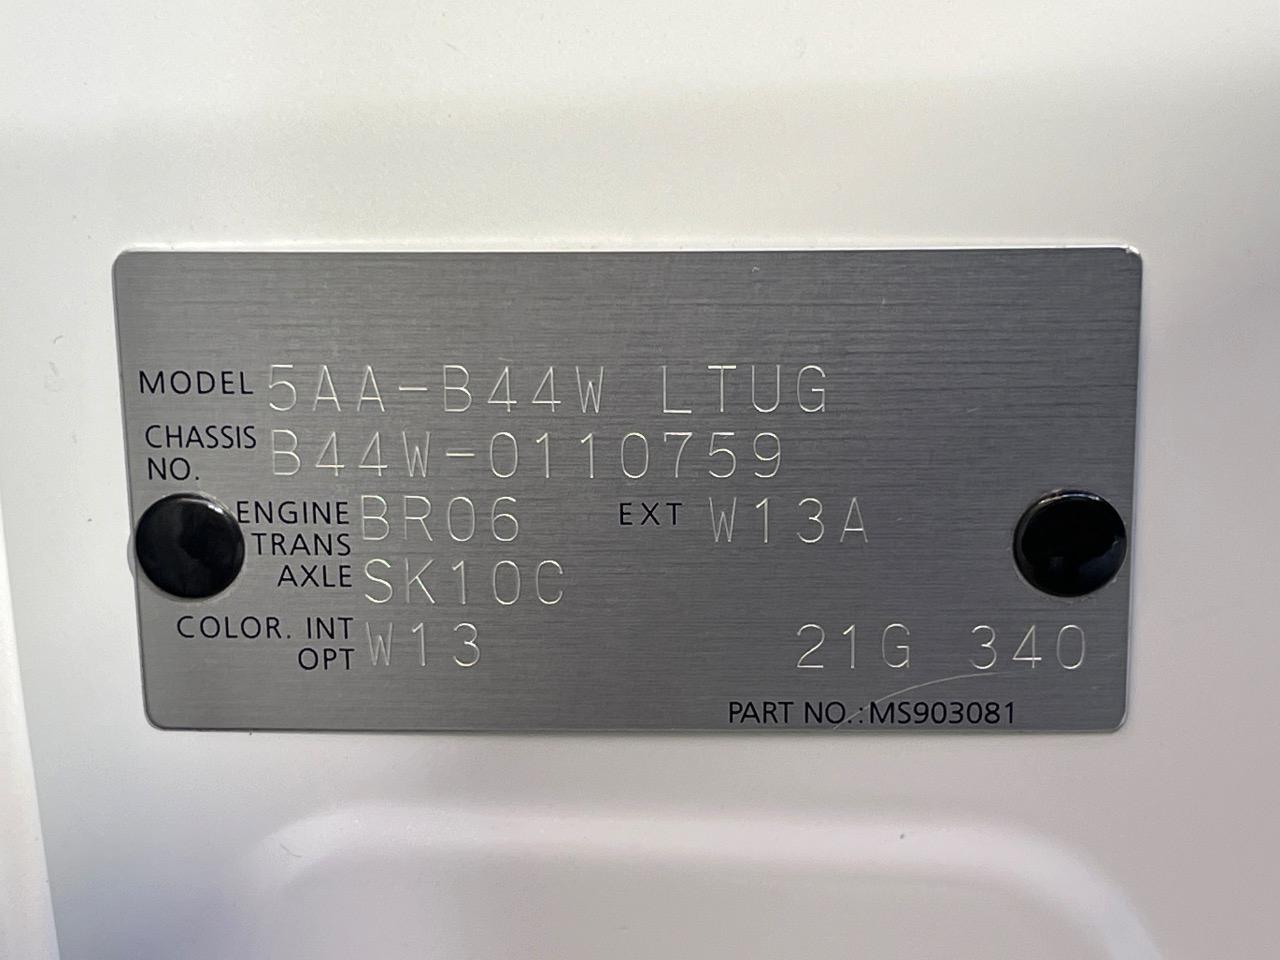 MODEL 5AA-B44W LTUG
CHASSIS NO. B44W-0110759
ENGINE BR06 EXT W13A
TRANS AXLE SK10C
COLOR. INT OPT W13 21G 340
PART NO.:MS903081